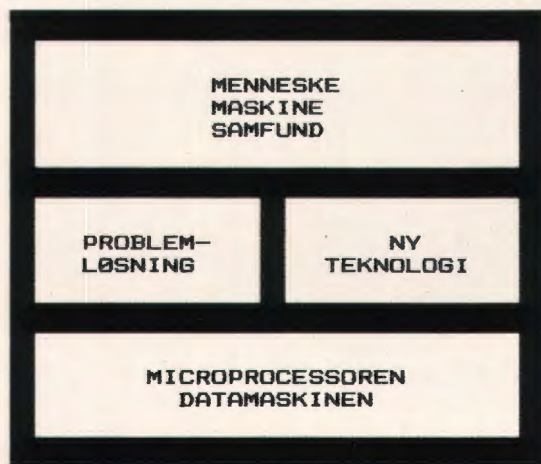 MENNESKE
MASKINE
SAMFUND
PROBLEM-
LØSNING
NY
TEKNOLOGI
MICROPROCESSOREN
DATAMASKINEN